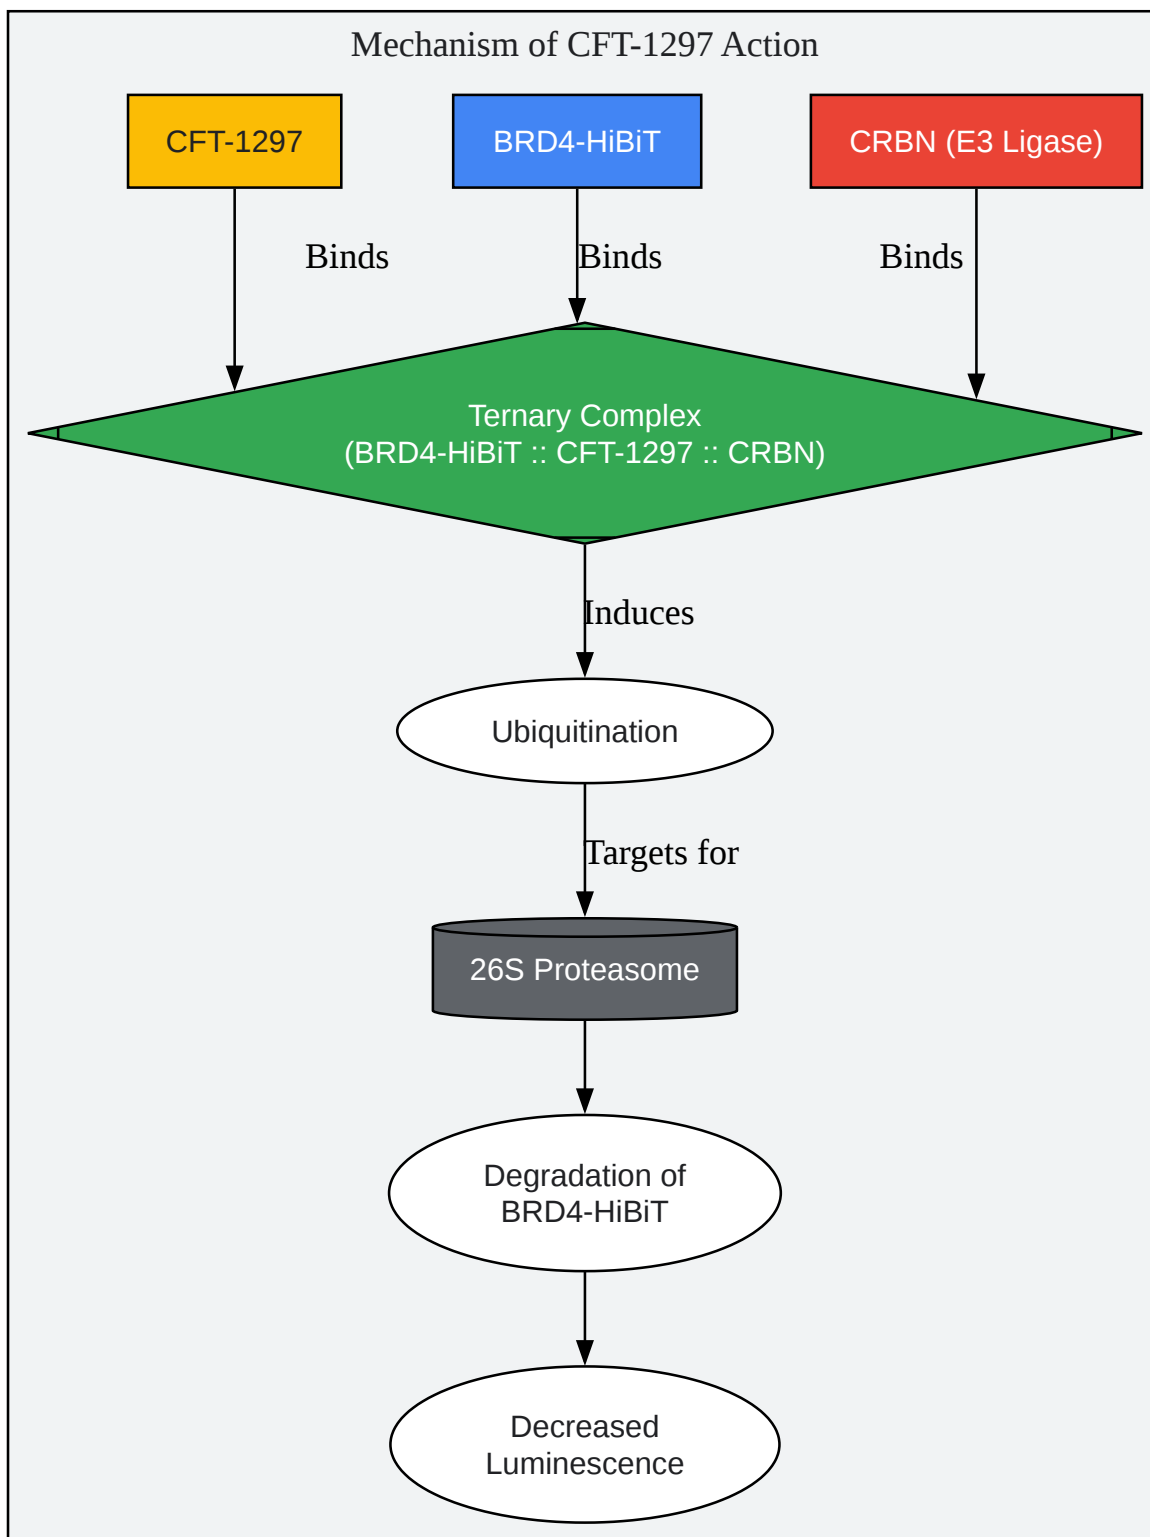 Mechanism of CFT-1297 Action
CFT-1297
BRD4-HiBiT
CRBN (E3 Ligase)
Binds
Binds
Binds
Ternary Complex
(BRD4-HiBiT :: CFT-1297 :: CRBN)
Induces
Ubiquitination
Targets for
26S Proteasome
Degradation of
BRD4-HiBiT
Decreased
Luminescence